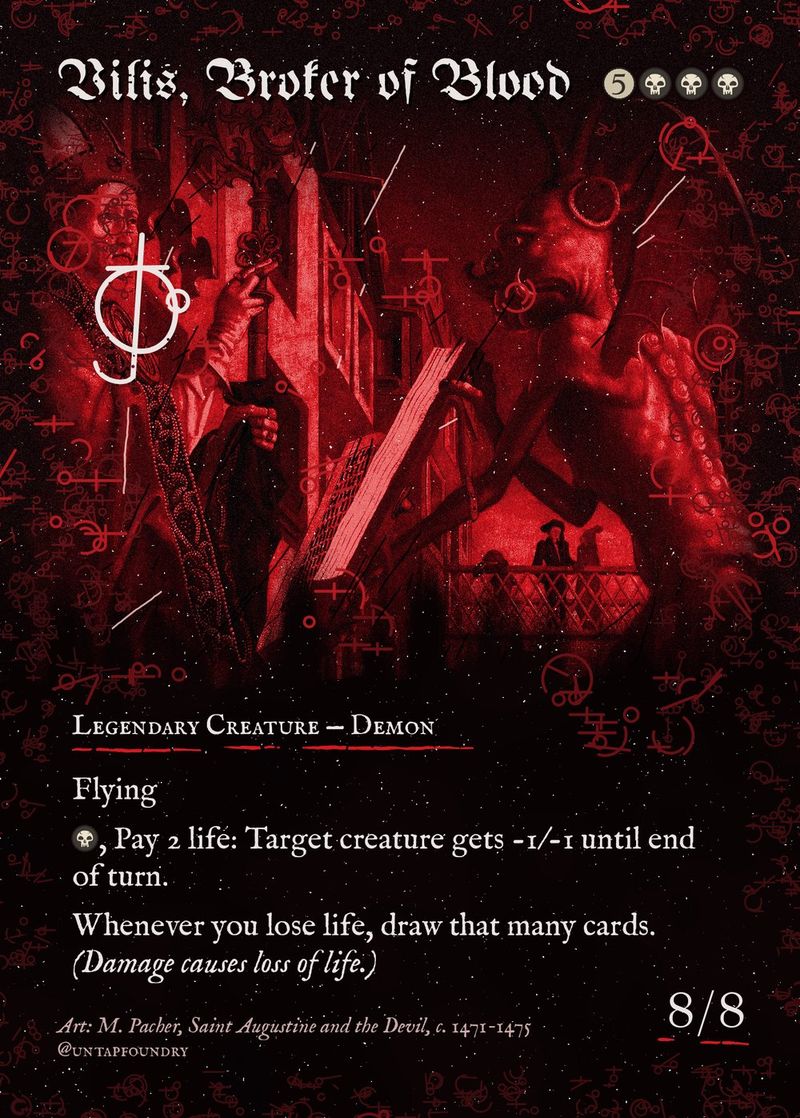 Vilis, Broker of Blood 5
Legendary Creature – Demon
Flying
, Pay 2 life: Target creature gets -1/-1 until end
of turn.
Whenever you lose life, draw that many cards.
(Damage causes loss of life.)
8/8
Art: M. Pacher, Saint Augustine and the Devil, c. 1471-1475
@untapfoundry